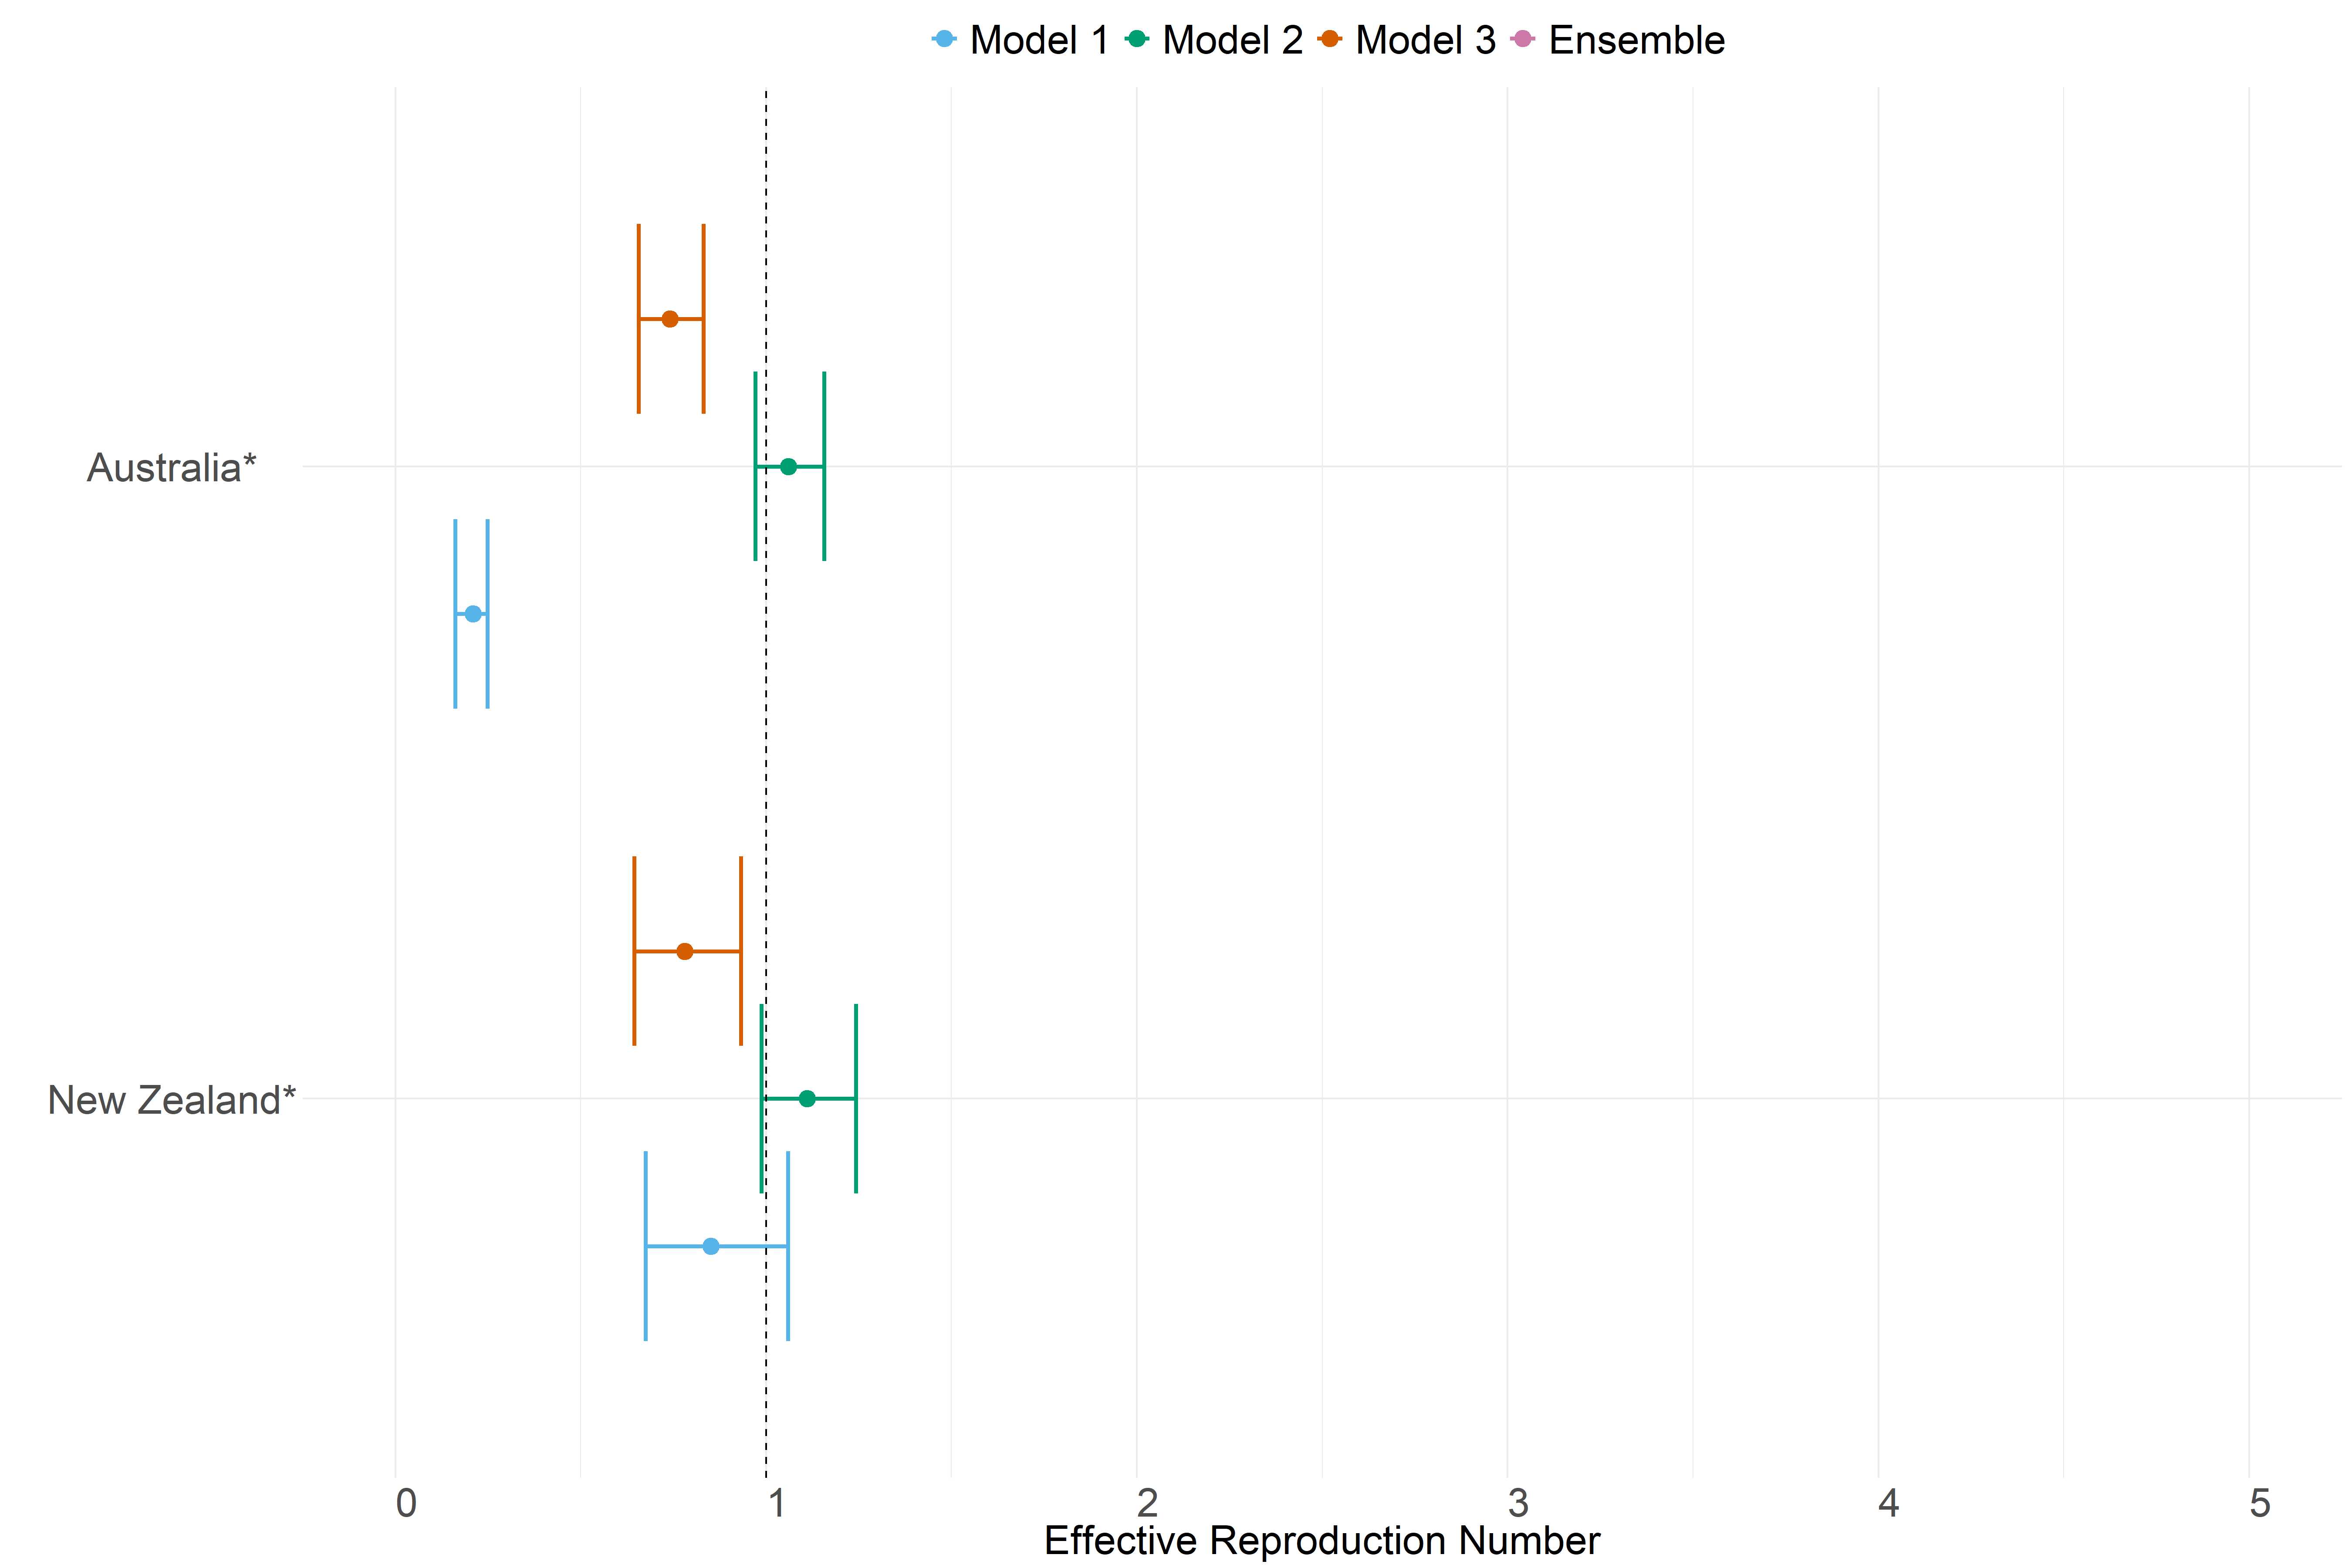 Model 1 Model 2 Model 3 Ensemble
Australia*
New Zealand*
0 1 2 3 4 5
Effective Reproduction Number